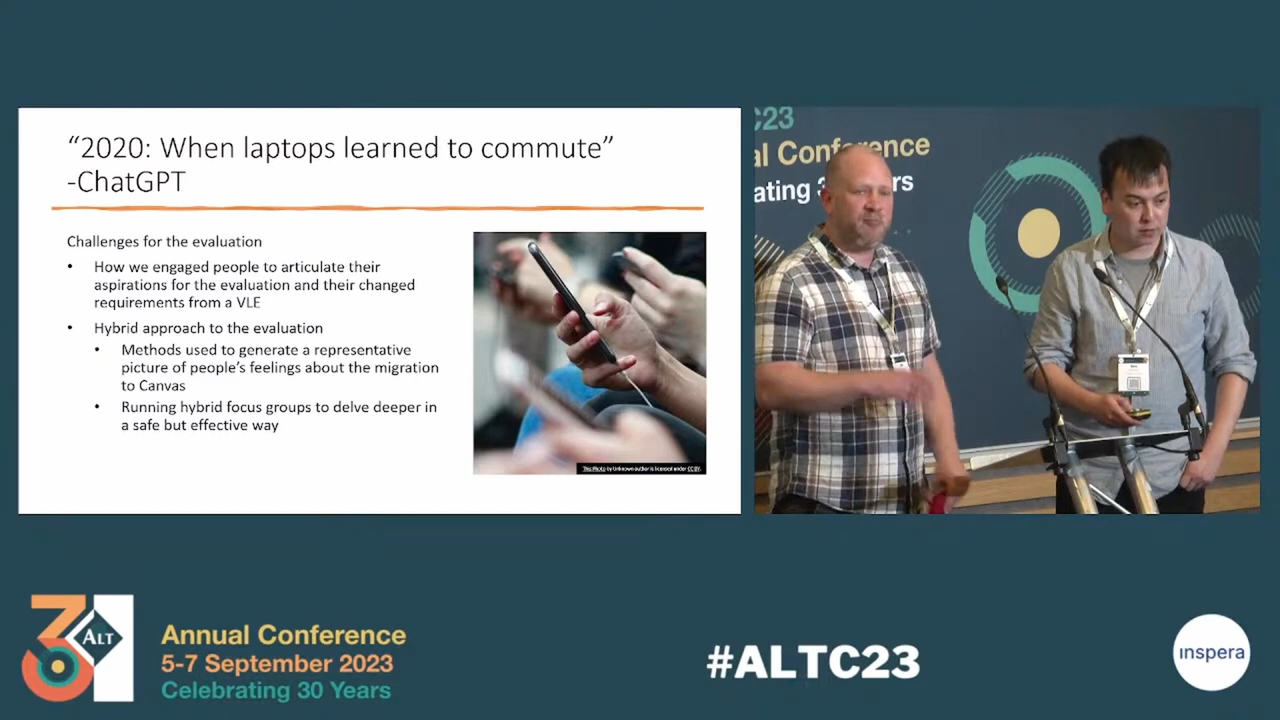 “2020: When laptops learned to commute”
-ChatGPT
Challenges for the evaluation
• How we engaged people to articulate their
aspirations for the evaluation and their changed
requirements from a VLE
• Hybrid approach to the evaluation
• Methods used to generate a representative
picture of people’s feelings about the migration
to Canvas
• Running hybrid focus groups to delve deeper in
a safe but effective way
This Photo by Unknown author is licensed under CC BY.
C23
al Conference
ating 3 rs
ALT
Annual Conference
5-7 September 2023
Celebrating 30 Years
#ALTC23
inspera